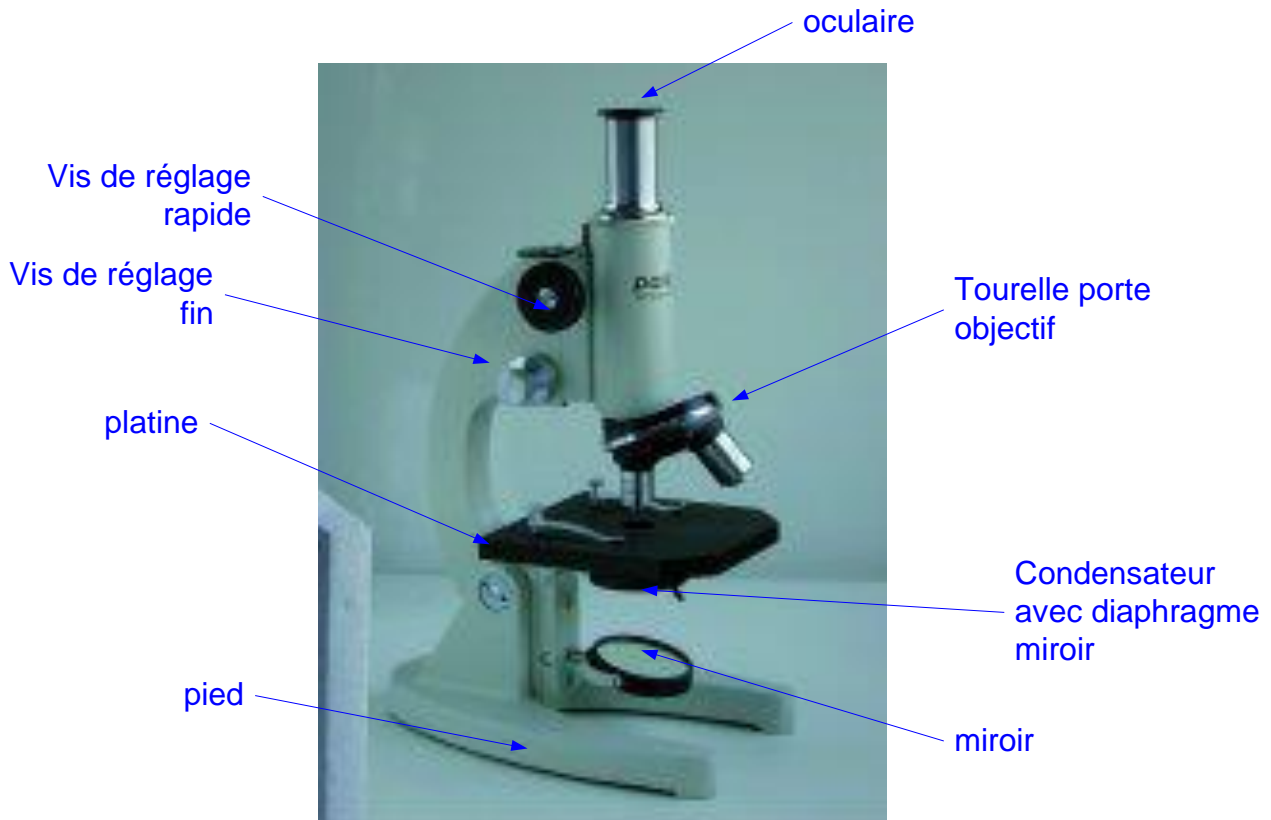 oculaire
Vis de réglage
rapide
Vis de réglage
fin
Tourelle porte
objectif
platine
Condensateur
avec diaphragme
miroir
pied
miroir